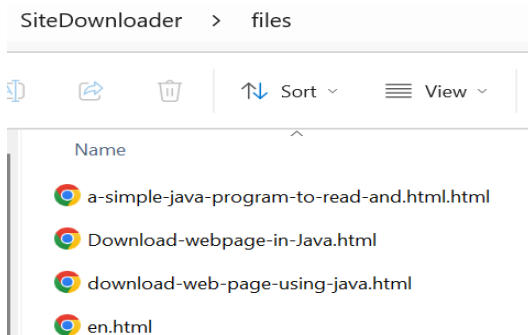 SiteDownloader > files
Sort View
Name
a-simple-java-program-to-read-and.html.html
Download-webpage-in-Java.html
download-web-page-using-java.html
en.html